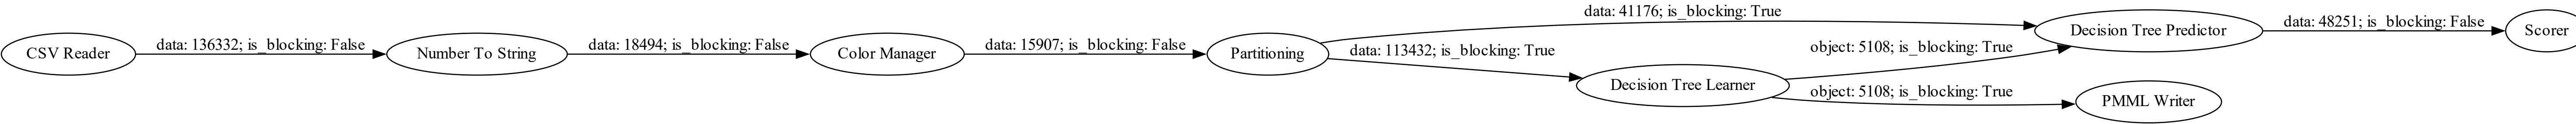 CSV Reader
data: 136332; is_blocking: False
Number To String
data: 18494; is_blocking: False
Color Manager
data: 15907; is_blocking: False
Partitioning
data: 41176; is_blocking: True
data: 113432; is_blocking: True
Decision Tree Learner
object: 5108; is_blocking: True
object: 5108; is_blocking: True
Decision Tree Predictor
PMML Writer
data: 48251; is_blocking: False
Scorer